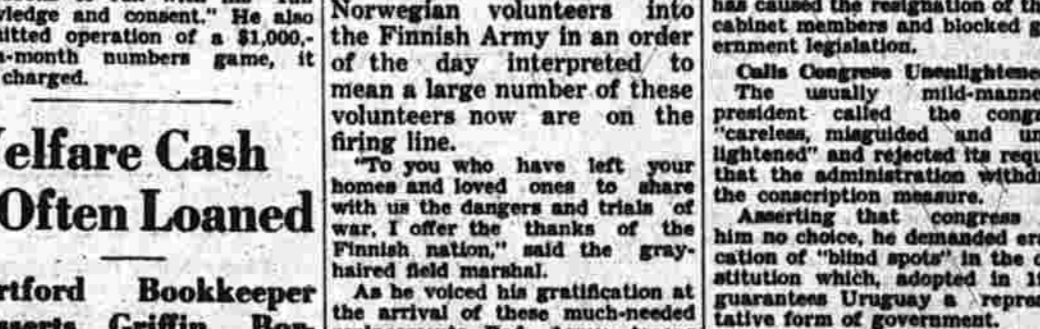 wledge and consent." He also
itted operation of a $1,000,-
-month numbers game, it
charged.
elfare Cash
Often Loaned
rtford Bookkeeper
sserts Griffin Bor-
Norwegian volunteers into
the Finnish Army in an order
of the day interpreted to
mean a large number of these
volunteers now are on the
firing line.
"To you who have left your
homes and loved ones to share
with us the dangers and trials of
war, I offer the thanks of the
Finnish nation," said the gray-
haired field marshal.
As he voiced his gratification at
the arrival of these much-needed
has caused the resignation of th
cabinet members and blocked g
ernment legislation.
Calls Congress Unenlightene
The usually mild-manne
president called the congr
"careless, misguided and un
lightened" and rejected its requ
that the administration withdr
the conscription measure.
Asserting that congress
him no choice, he demanded er
cation of "blind spots" in the c
stitution which, adopted in 19
guarantees Uruguay a repres
tative form of government.